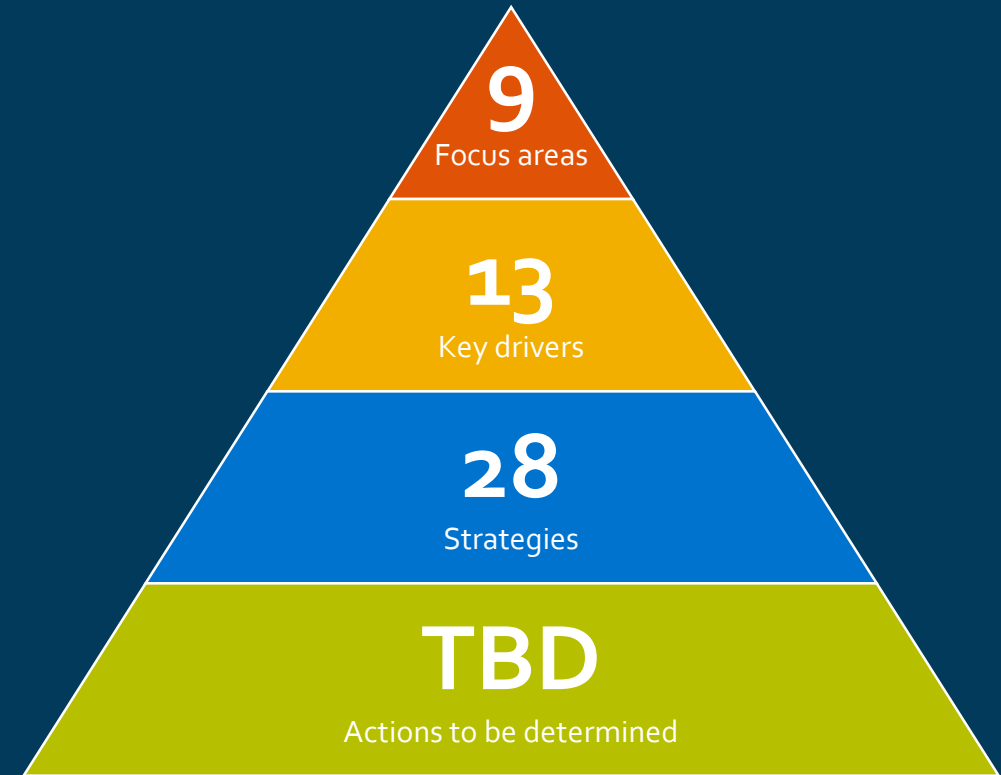 9
Focus areas
13
Key drivers
28
Strategies
TBD
Actions to be determined